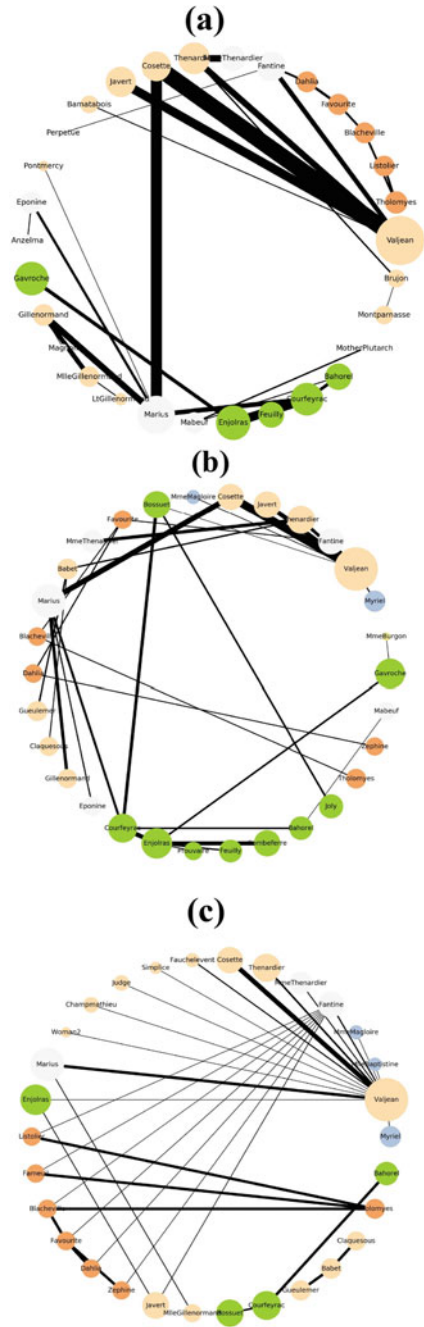 (a)
Thenardier
MmeThenardier
Cosette
Fantine
Javert
Dahlia
Bamatabois
Favourite
Perpetue
Blacheville
Pontmercy
Listolier
Eponine
Tholomyes
Anzelma
Valjean
Gavroche
Brujon
Gillenormand
Montparnasse
MlleGillenormand
MotherPlutarch
Marius
Mabeuf
Enjolras
Feuilly
Courfeyrac
Bahorel
(b)
MmeMagloire
Cosette
Bossuet
Javert
Favourite
Thenardier
Fantine
Babet
Valjean
Marius
Myriel
Blacheville
MmeBurgon
Dahlia
Gavroche
Gueulemer
Mabeuf
Claquesous
Zephine
Gillenormand
Tholomyes
Eponine
Joly
Courfeyrac
Bahorel
Enjolras
Prouvaire
Feuilly
Combeferre
(c)
Fauchelevent
Cosette
Simplice
Thenardier
Judge
MmeThenardier
Champmathieu
Fantine
Woman2
MmeMagloire
Marius
Enjolras
Valjean
Listolier
Myriel
Fameuil
Bahorel
Blacheville
Tholomyes
Favourite
Claquesous
Dahlia
Babet
Zephine
Gueulemer
Javert
MlleGillenormand
Bossuet
Courfeyrac